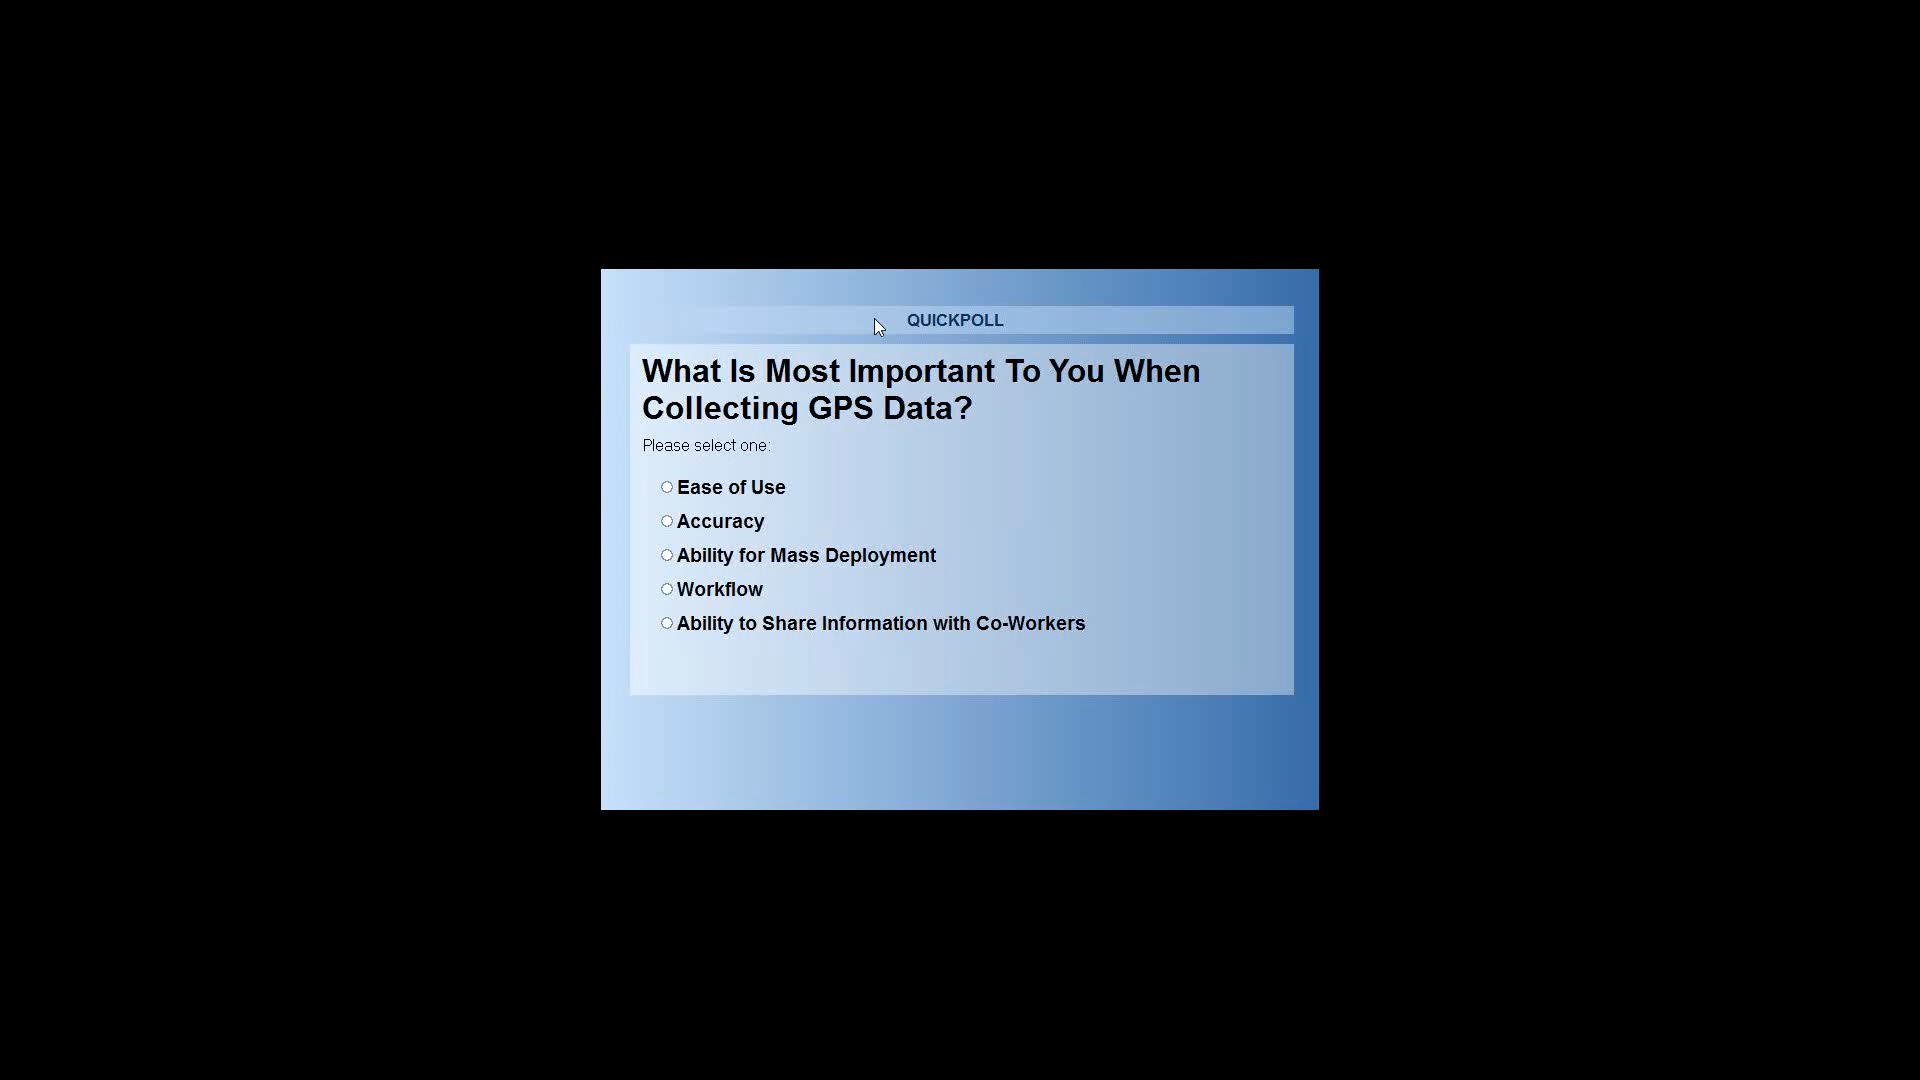 QUICKPOLL
What Is Most Important To You When
Collecting GPS Data?
Please select one:
Ease of Use
Accuracy
Ability for Mass Deployment
Workflow
Ability to Share Information with Co-Workers